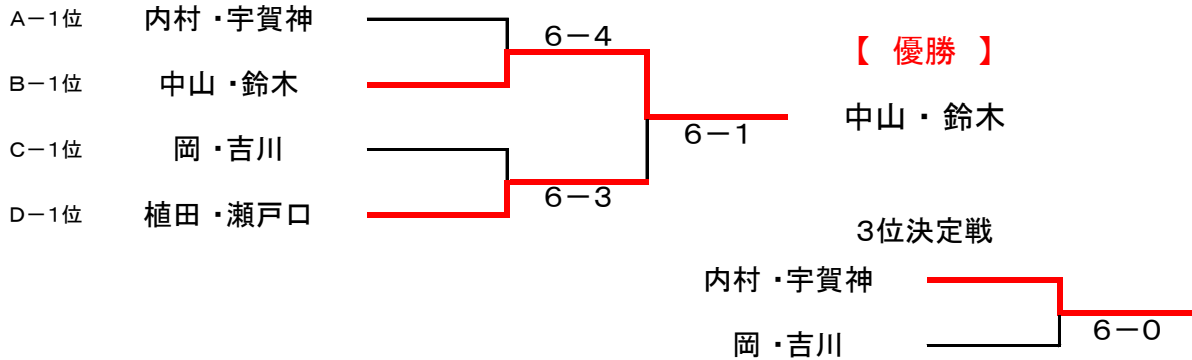 A－1位 内村・宇賀神
6－4
【 優勝 】
B－1位 中山・鈴木
中山・鈴木
6－1
C－1位 岡・吉川
6－3
D－1位 植田・瀬戸口
3位決定戦
内村・宇賀神
6－0
岡・吉川